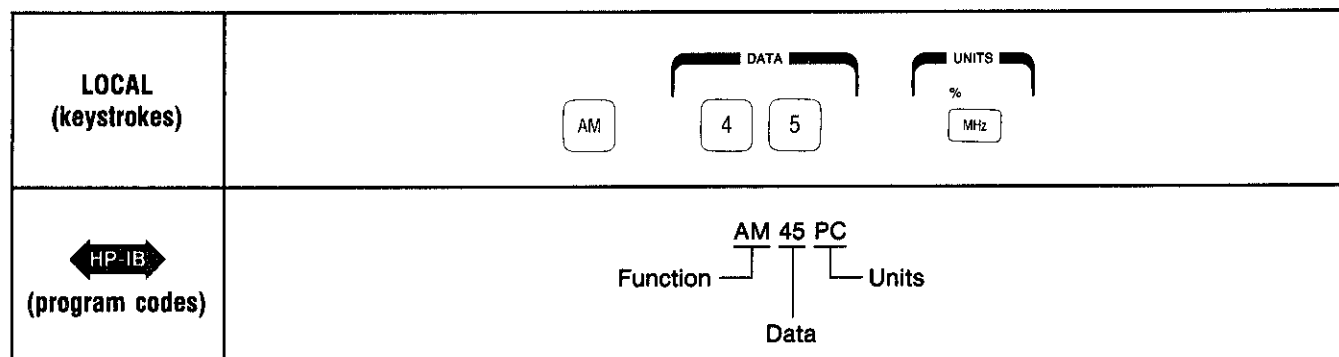 LOCAL
(keystrokes)
DATA
UNITS
%
AM
4
5
MHz
HP-IB
(program codes)
AM 45 PC
Function
Units
Data